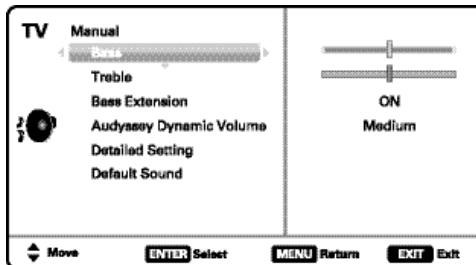 TV Manual
Bass
Treble
Bass Extension ON
Audyssey Dynamic Volume Medium
Detailed Setting
Default Sound
Move ENTER Select MENU Return EXIT Exit